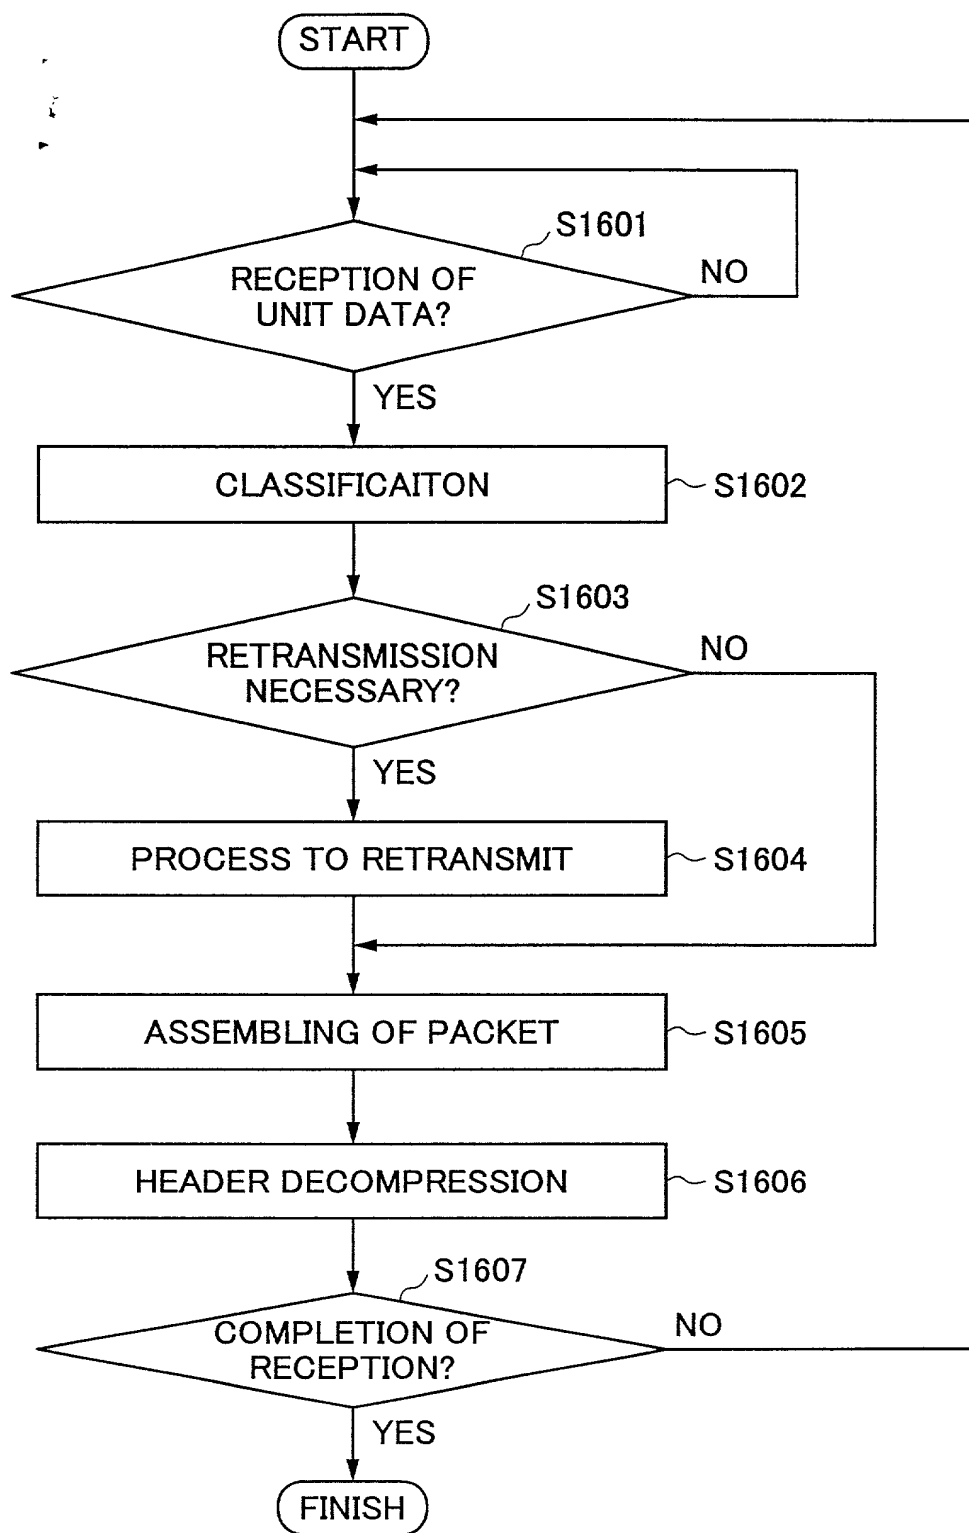 START
S1601
RECEPTION OF
UNIT DATA?
NO
YES
CLASSIFICAITON
S1602
S1603
RETRANSMISSION
NECESSARY?
NO
YES
PROCESS TO RETRANSMIT
S1604
ASSEMBLING OF PACKET
S1605
HEADER DECOMPRESSION
S1606
S1607
COMPLETION OF
RECEPTION?
NO
YES
FINISH